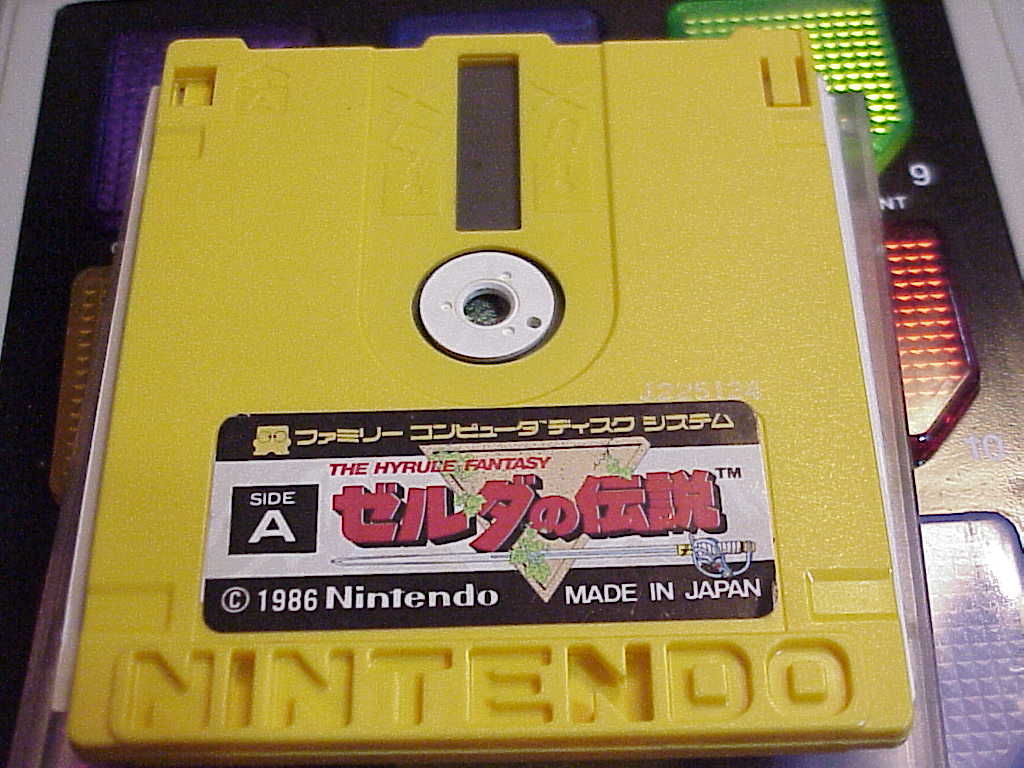 9
NT
J225124
ファミリー コンピュータ ディスク システム
THE HYRULE FANTASY
SIDE
A
ゼルダの伝説
TM
© 1986 Nintendo
MADE IN JAPAN
10
NINTENDO